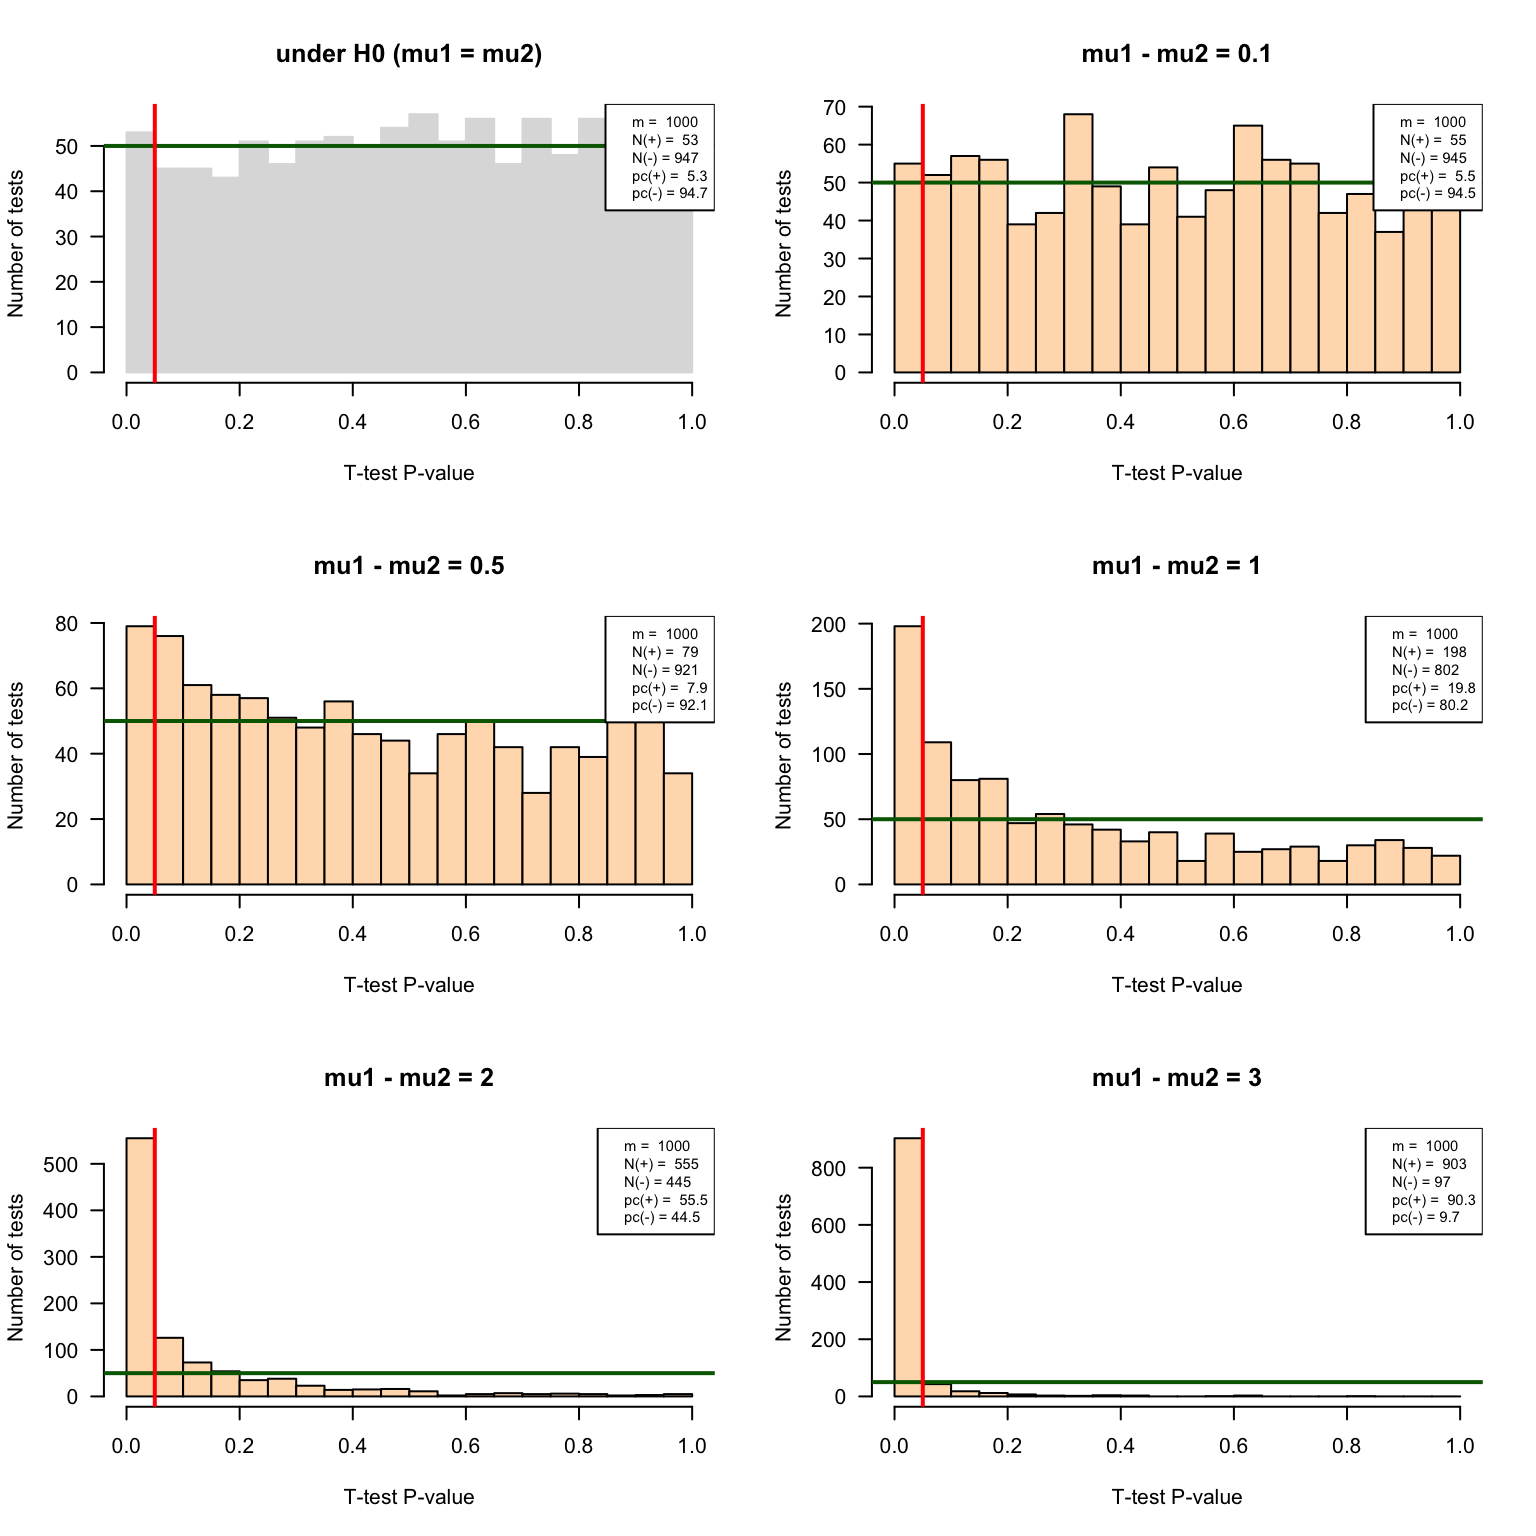 under H0 (mu1 = mu2)
Number of tests
50
40
30
20
10
0
m = 1000
N(+) = 53
N(-) = 947
pc(+) = 5.3
pc(-) = 94.7
0.0 0.2 0.4 0.6 0.8 1.0
T-test P-value
mu1 - mu2 = 0.1
Number of tests
70
60
50
40
30
20
10
0
m = 1000
N(+) = 55
N(-) = 945
pc(+) = 5.5
pc(-) = 94.5
0.0 0.2 0.4 0.6 0.8 1.0
T-test P-value
mu1 - mu2 = 0.5
Number of tests
80
60
40
20
0
m = 1000
N(+) = 79
N(-) = 921
pc(+) = 7.9
pc(-) = 92.1
0.0 0.2 0.4 0.6 0.8 1.0
T-test P-value
mu1 - mu2 = 1
Number of tests
200
150
100
50
0
m = 1000
N(+) = 198
N(-) = 802
pc(+) = 19.8
pc(-) = 80.2
0.0 0.2 0.4 0.6 0.8 1.0
T-test P-value
mu1 - mu2 = 2
Number of tests
500
400
300
200
100
0
m = 1000
N(+) = 555
N(-) = 445
pc(+) = 55.5
pc(-) = 44.5
0.0 0.2 0.4 0.6 0.8 1.0
T-test P-value
mu1 - mu2 = 3
Number of tests
800
600
400
200
0
m = 1000
N(+) = 903
N(-) = 97
pc(+) = 90.3
pc(-) = 9.7
0.0 0.2 0.4 0.6 0.8 1.0
T-test P-value